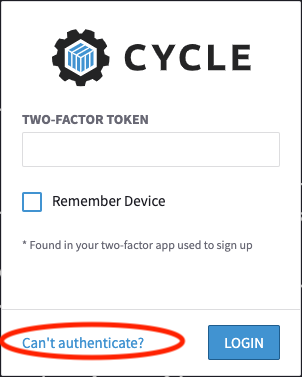 CYCLE
TWO-FACTOR TOKEN
Remember Device
* Found in your two-factor app used to sign up
Can't authenticate?
LOGIN